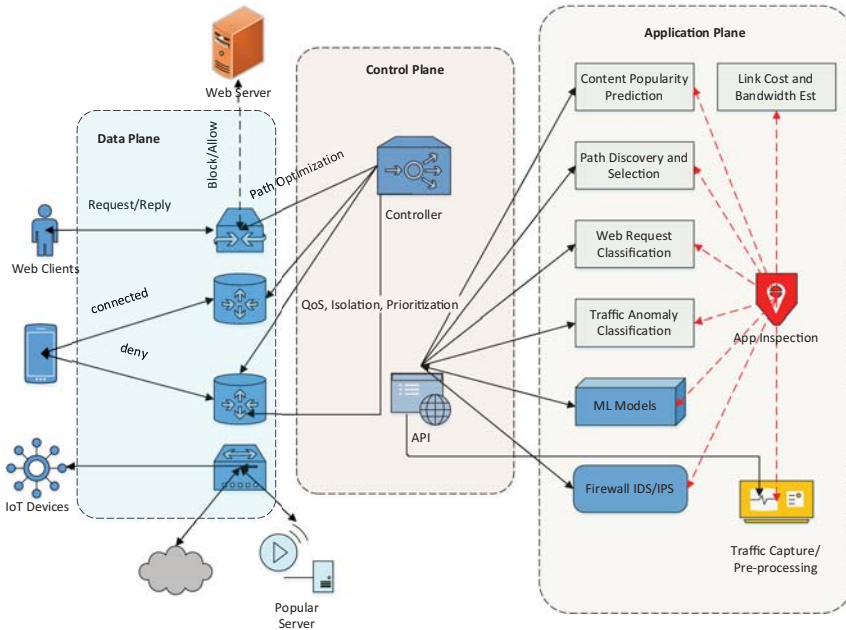 Application Plane
Control Plane
Web Server
Data Plane
Block/Allow
Path Optimization
Content Popularity
Prediction
Link Cost and
Bandwidth Est
Path Discovery and
Selection
Request/Reply
Controller
Web Clients
Web Request
Classification
connected
QoS, Isolation, Prioritization
Traffic Anomaly
Classification
App Inspection
deny
ML Models
API
IoT Devices
Firewall IDS/IPS
Traffic Capture/
Pre-processing
Popular
Server